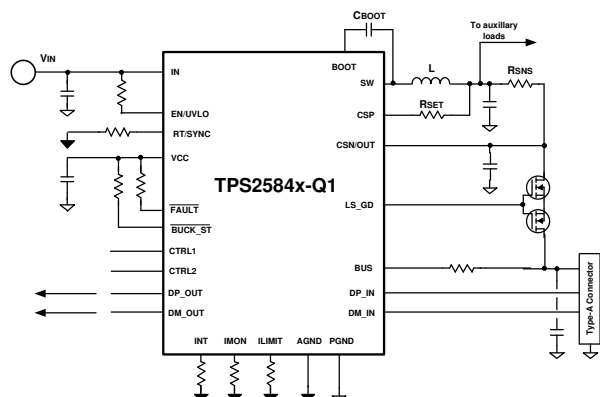 CBOOT
To auxillary
loads
VIN
IN
BOOT
SW
L
RSNS
EN/UVLO
CSP
RSET
RT/SYNC
CSN/OUT
VCC
TPS2584x-Q1
LS_GD
FAULT
BUCK_ST
CTRL1
CTRL2
BUS
DP_OUT
DP_IN
DM_OUT
DM_IN
Type-A Connector
INT
IMON
ILIMIT
AGND
PGND